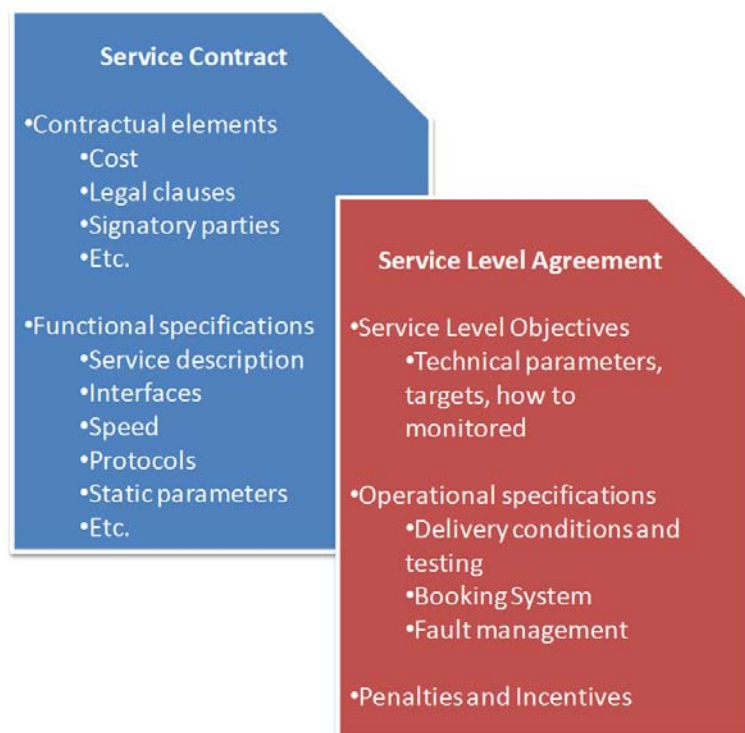 Service Contract
•Contractual elements
•Cost
•Legal clauses
•Signatory parties
•Etc.
•Functional specifications
•Service description
•Interfaces
•Speed
•Protocols
•Static parameters
•Etc.
Service Level Agreement
•Service Level Objectives
•Technical parameters,
targets, how to
monitored
•Operational specifications
•Delivery conditions and
testing
•Booking System
•Fault management
•Penalties and Incentives